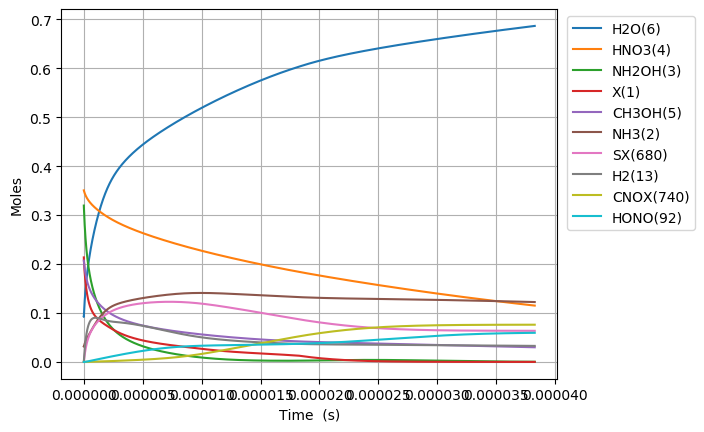 0.7
0.6
0.5
0.4
0.3
0.2
0.1
0.0
Moles
0.000000 0.000005 0.000010 0.000015 0.000020 0.000025 0.000030 0.000035 0.000040
Time (s)
H2O(6)
HNO3(4)
NH2OH(3)
X(1)
CH3OH(5)
NH3(2)
SX(680)
H2(13)
CNOX(740)
HONO(92)